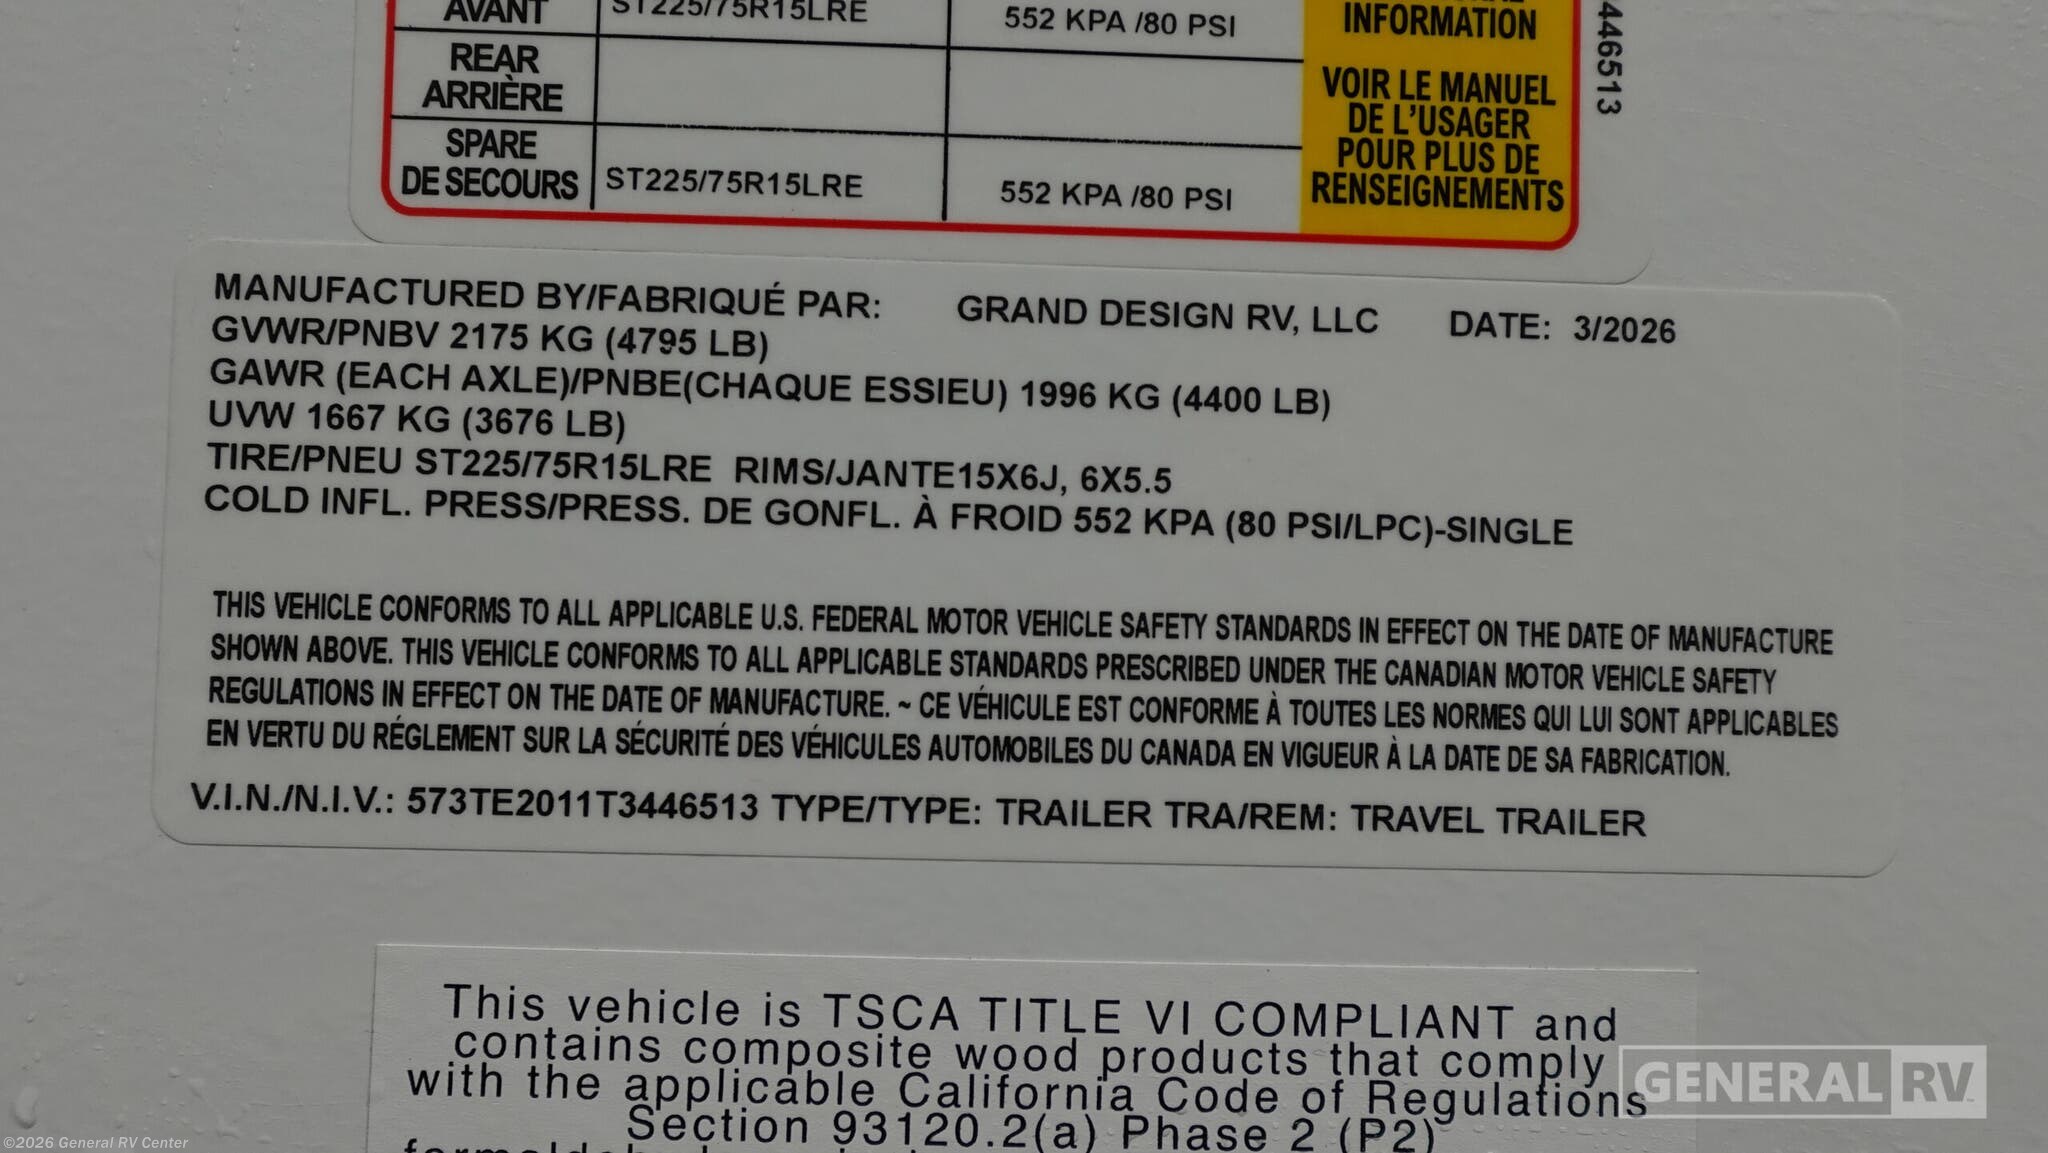 AVANT ST225/75R15LRE 552 KPA /80 PSI
INFORMATION
REAR
ARRIÈRE
VOIR LE MANUEL
DE L'USAGER
POUR PLUS DE
RENSEIGNEMENTS
SPARE
DE SECOURS ST225/75R15LRE 552 KPA /80 PSI
446513
MANUFACTURED BY/FABRIQUÉ PAR: GRAND DESIGN RV, LLC DATE: 3/2026
GVWR/PNBV 2175 KG (4795 LB)
GAWR (EACH AXLE)/PNBE(CHAQUE ESSIEU) 1996 KG (4400 LB)
UVW 1667 KG (3676 LB)
TIRE/PNEU ST225/75R15LRE RIMS/JANTE15X6J, 6X5.5
COLD INFL. PRESS/PRESS. DE GONFL. À FROID 552 KPA (80 PSI/LPC)-SINGLE
THIS VEHICLE CONFORMS TO ALL APPLICABLE U.S. FEDERAL MOTOR VEHICLE SAFETY STANDARDS IN EFFECT ON THE DATE OF MANUFACTURE
SHOWN ABOVE. THIS VEHICLE CONFORMS TO ALL APPLICABLE STANDARDS PRESCRIBED UNDER THE CANADIAN MOTOR VEHICLE SAFETY
REGULATIONS IN EFFECT ON THE DATE OF MANUFACTURE. ~ CE VÉHICULE EST CONFORME À TOUTES LES NORMES QUI LUI SONT APPLICABLES
EN VERTU DU RÉGLEMENT SUR LA SÉCURITÉ DES VÉHICULES AUTOMOBILES DU CANADA EN VIGUEUR À LA DATE DE SA FABRICATION.
V.I.N./N.I.V.: 573TE2011T3446513 TYPE/TYPE: TRAILER TRA/REM: TRAVEL TRAILER
This vehicle is TSCA TITLE VI COMPLIANT and
contains composite wood products that comply
with the applicable California Code of Regulations
Section 93120.2(a) Phase 2 (P2)
GENERAL RV
©2026 General RV Center